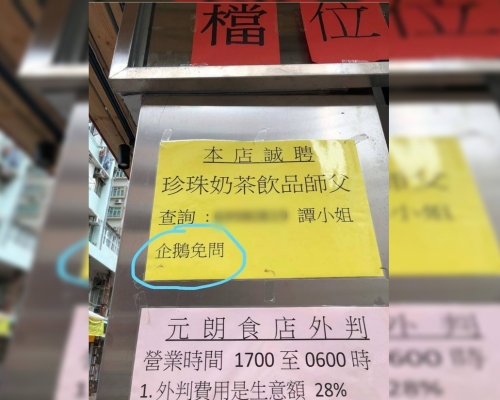 檔位
本店誠聘
珍珠奶茶飲品師父
查詢： 譚小姐
企鵝免問
元朗食店外判
營業時間 1700 至 0600 時
1. 外判費用是生意額 28%